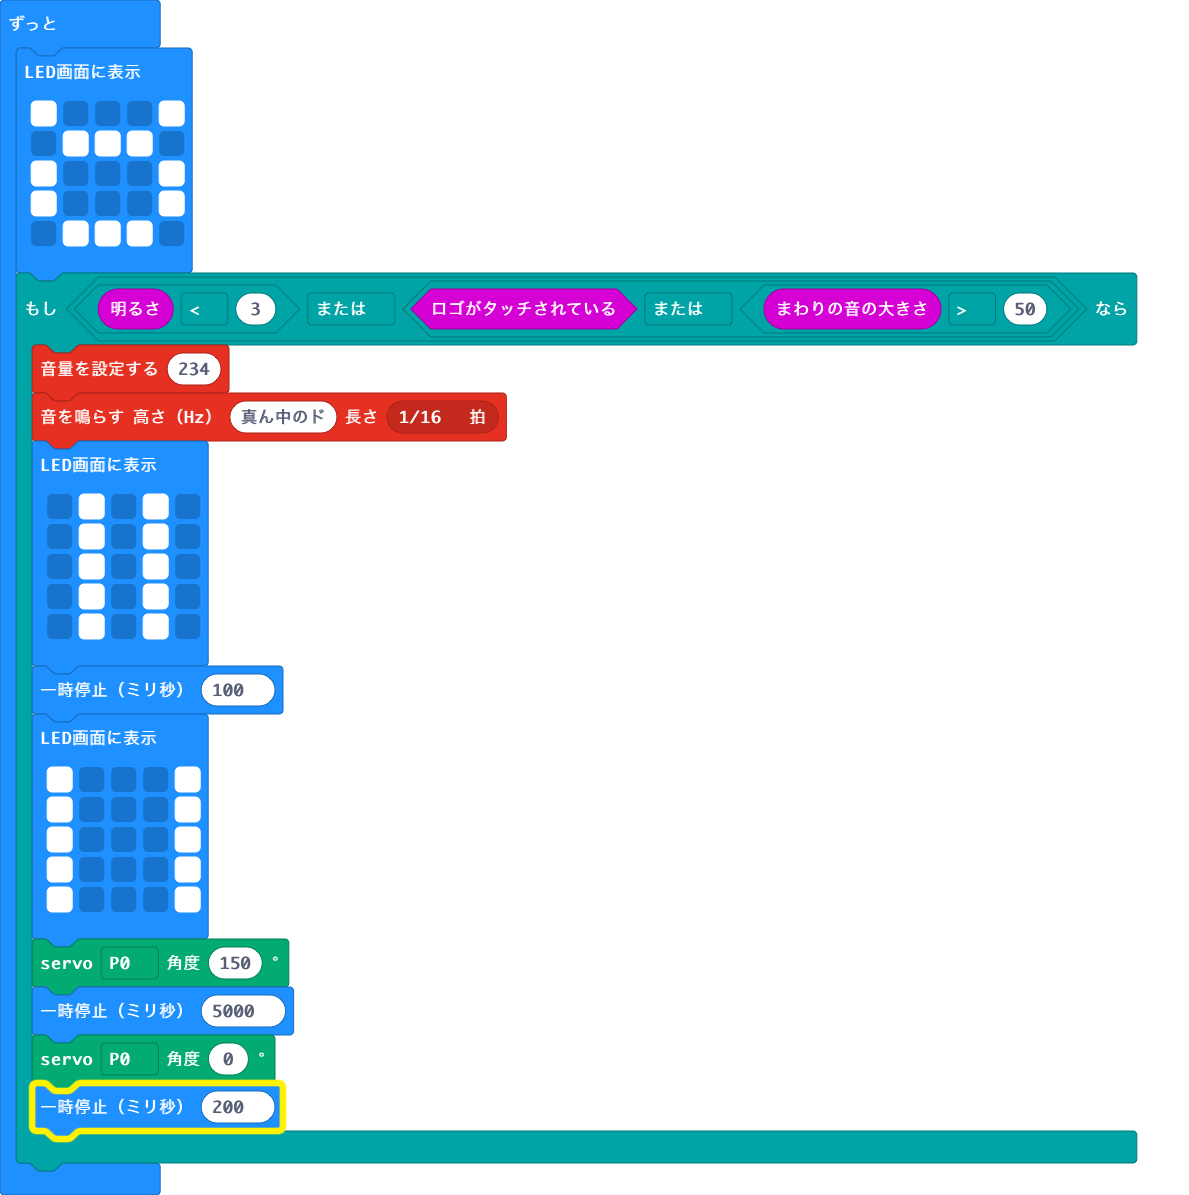 ずっと
LED画面に表示
もし 明るさ < 3 または ロゴがタッチされている または まわりの音の大きさ > 50 なら
音量を設定する 234
音を鳴らす 高さ（Hz） 真ん中のド 長さ 1/16 拍
LED画面に表示
一時停止（ミリ秒） 100
LED画面に表示
servo P0 角度 150 °
一時停止（ミリ秒） 5000
servo P0 角度 0 °
一時停止（ミリ秒） 200